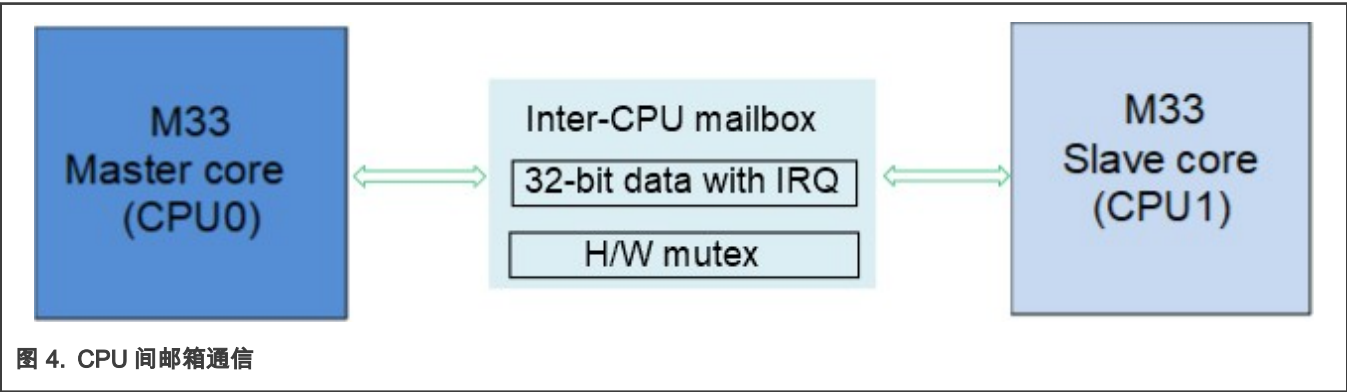 M33
Master core
(CPU0)
Inter-CPU mailbox
32-bit data with IRQ
H/W mutex
M33
Slave core
(CPU1)
图 4. CPU 间邮箱通信